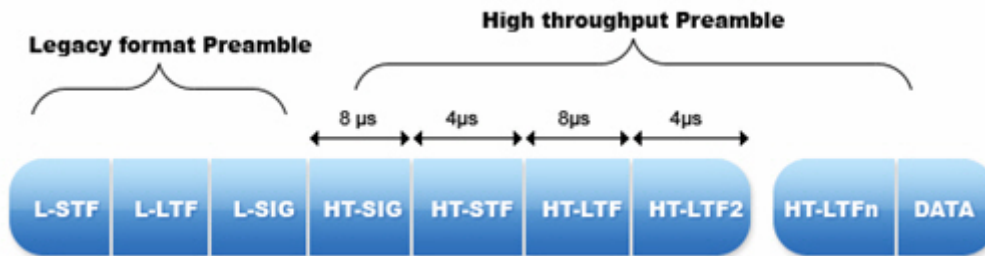 High throughput Preamble
Legacy format Preamble
8 µs 4µs 8µs 4µs
L-STF L-LTF L-SIG HT-SIG HT-STF HT-LTF HT-LTF2 HT-LTFn DATA